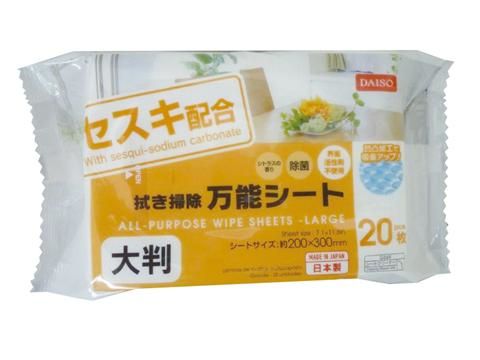 DAISO
セスキ配合
With sesqui-sodium carbonate
OPEN
シトラスの
香り
除菌
界面
活性剤
不使用
凹凸加工で
吸着アップ!
拭き掃除 万能シート
ALL-PURPOSE WIPE SHEETS -LARGE
Sheet size : 7.1×11.8in
シートサイズ:約200×300mm
20 pcs
枚
大判
MADE IN JAPAN
日本製